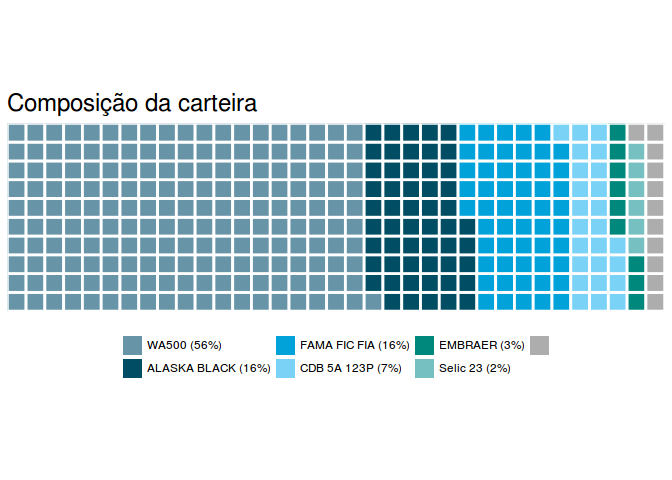 Composição da carteira
WA500 (56%) FAMA FIC FIA (16%) EMBRAER (3%)
ALASKA BLACK (16%) CDB 5A 123P (7%) Selic 23 (2%)